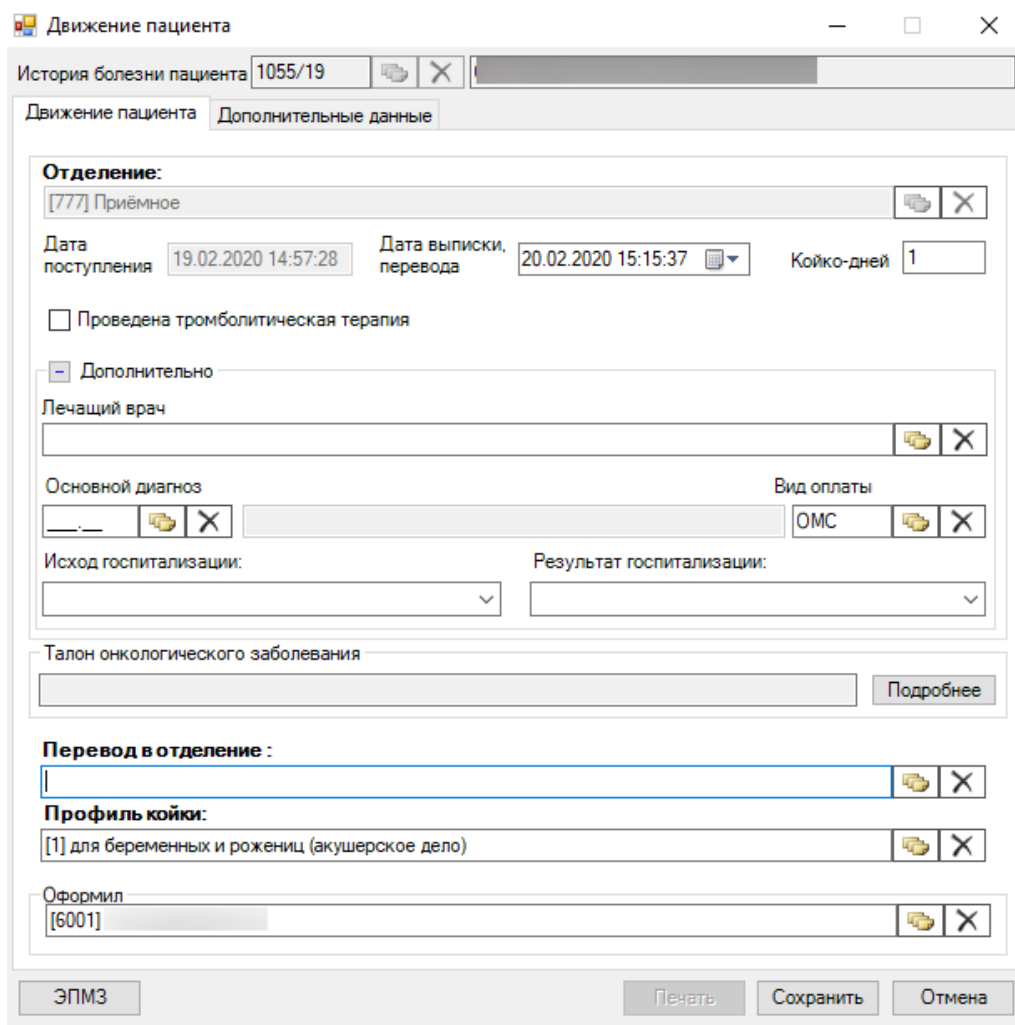 Движение пациента
История болезни пациента 1055/19
Движение пациента Дополнительные данные
Отделение:
[777] Приёмное
Дата поступления 19.02.2020 14:57:28 Дата выписки, перевода 20.02.2020 15:15:37 Койко-дней 1
Проведена тромболитическая терапия
Дополнительно
Лечащий врач
Основной диагноз Вид оплаты
___.__ ОМС
Исход госпитализации: Результат госпитализации:
Талон онкологического заболевания
Подробнее
Перевод в отделение :
Профиль койки:
[1] для беременных и рожениц (акушерское дело)
Оформил
[6001]
ЭПМЗ Печать Сохранить Отмена